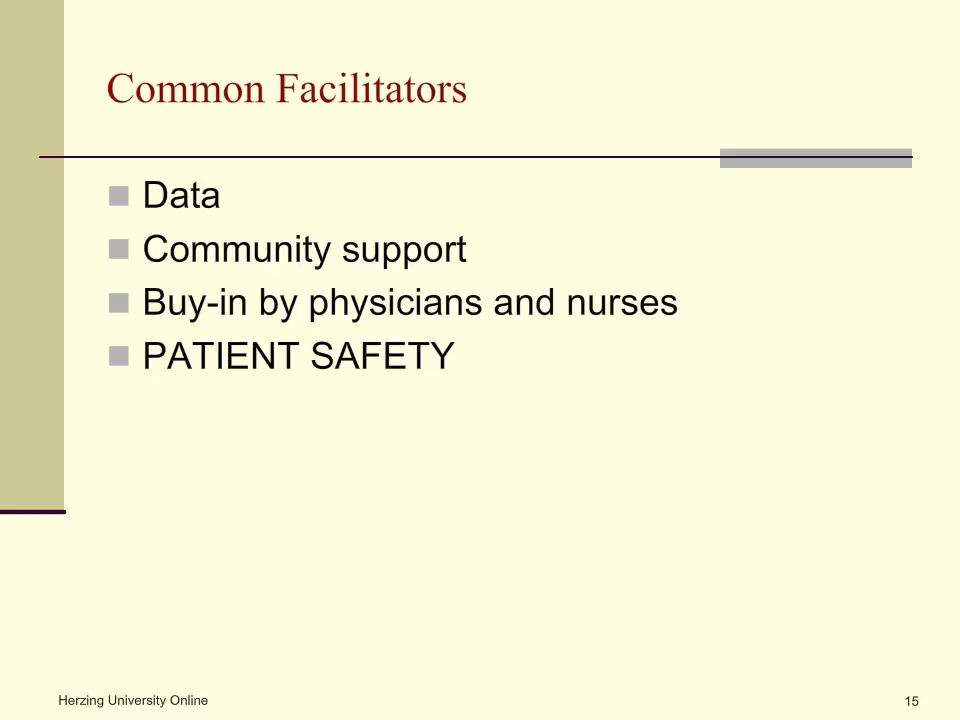 Common Facilitators
Data
Community support
Buy-in by physicians and nurses
PATIENT SAFETY
Herzing University Online
15